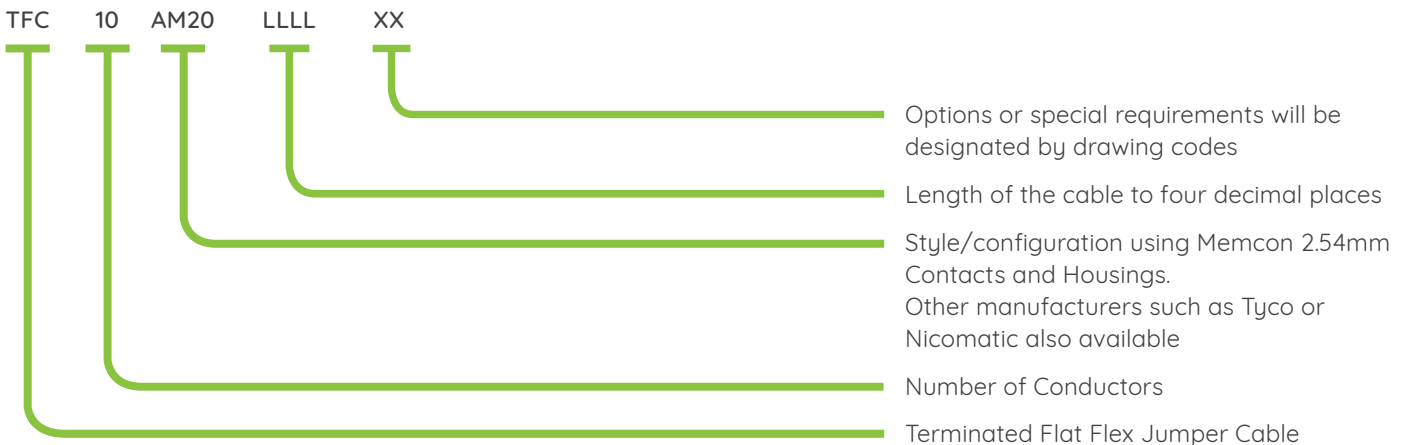 TFC 10 AM20 LLLL XX
Options or special requirements will be
designated by drawing codes
Length of the cable to four decimal places
Style/configuration using Memcon 2.54mm
Contacts and Housings.
Other manufacturers such as Tyco or
Nicomatic also available
Number of Conductors
Terminated Flat Flex Jumper Cable